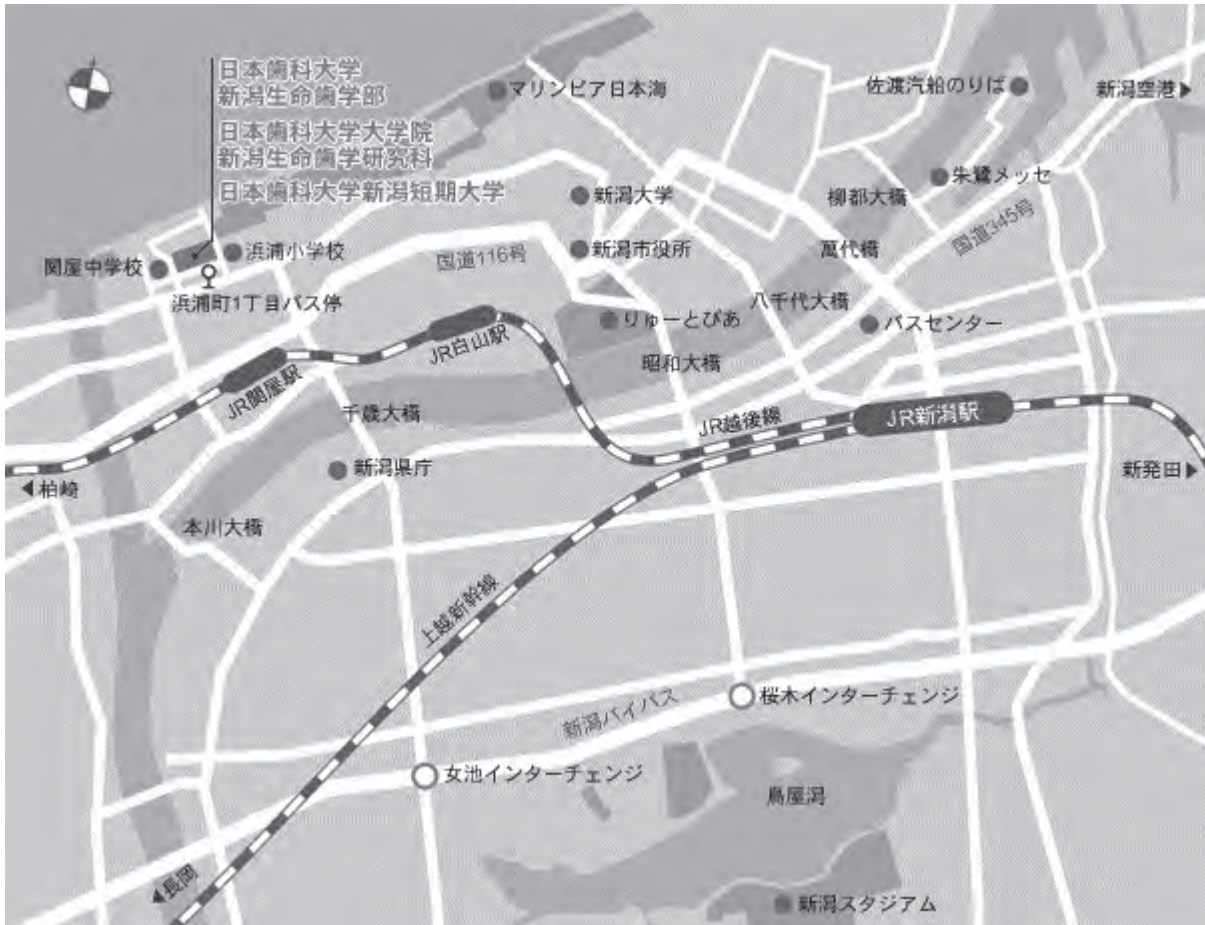 日本歯科大学
新潟生命歯学部
日本歯科大学大学院
新潟生命歯学研究科
日本歯科大学新潟短期大学
マリンピア日本海
佐渡汽船のりば
新潟空港▶
朱鷺メッセ
新潟大学
柳都大橋
国道345号
関屋中学校
浜浦小学校
国道116号
新潟市役所
萬代橋
浜浦町1丁目バス停
八千代大橋
りゅーとぴあ
バスセンター
JR白山駅
昭和大橋
JR関屋駅
千歳大橋
JR越後線
JR新潟駅
新潟県庁
◀柏崎
新発田▶
本川大橋
上越新幹線
新潟バイパス
桜木インターチェンジ
女池インターチェンジ
鳥屋潟
◀長岡
新潟スタジアム